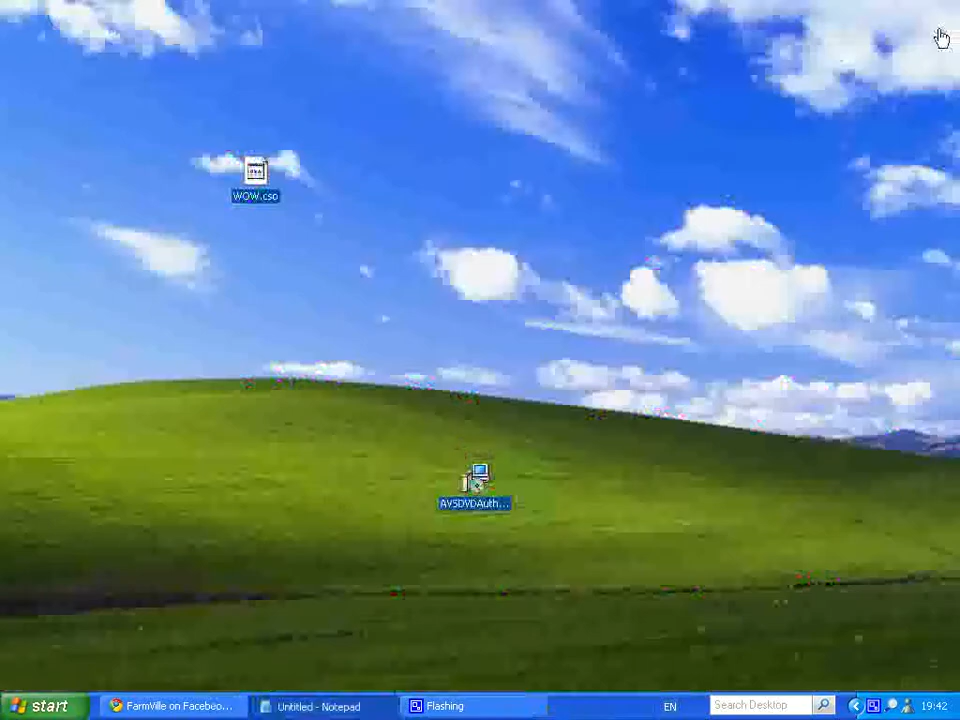 WOW.cso
AVSDVDAuth...
start
FarmVille on Facebeo...
Untitled - Notepad
Flashing
EN
Search Desktop
19:42